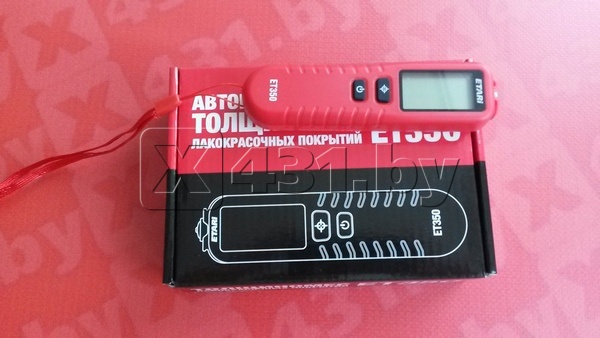 ET350
ETARI
АВТО
ТОЛЩ
ЛАКОКРАСОЧНЫХ ПОКРЫТИЙ ET350
X431.by
ETARI
ET350